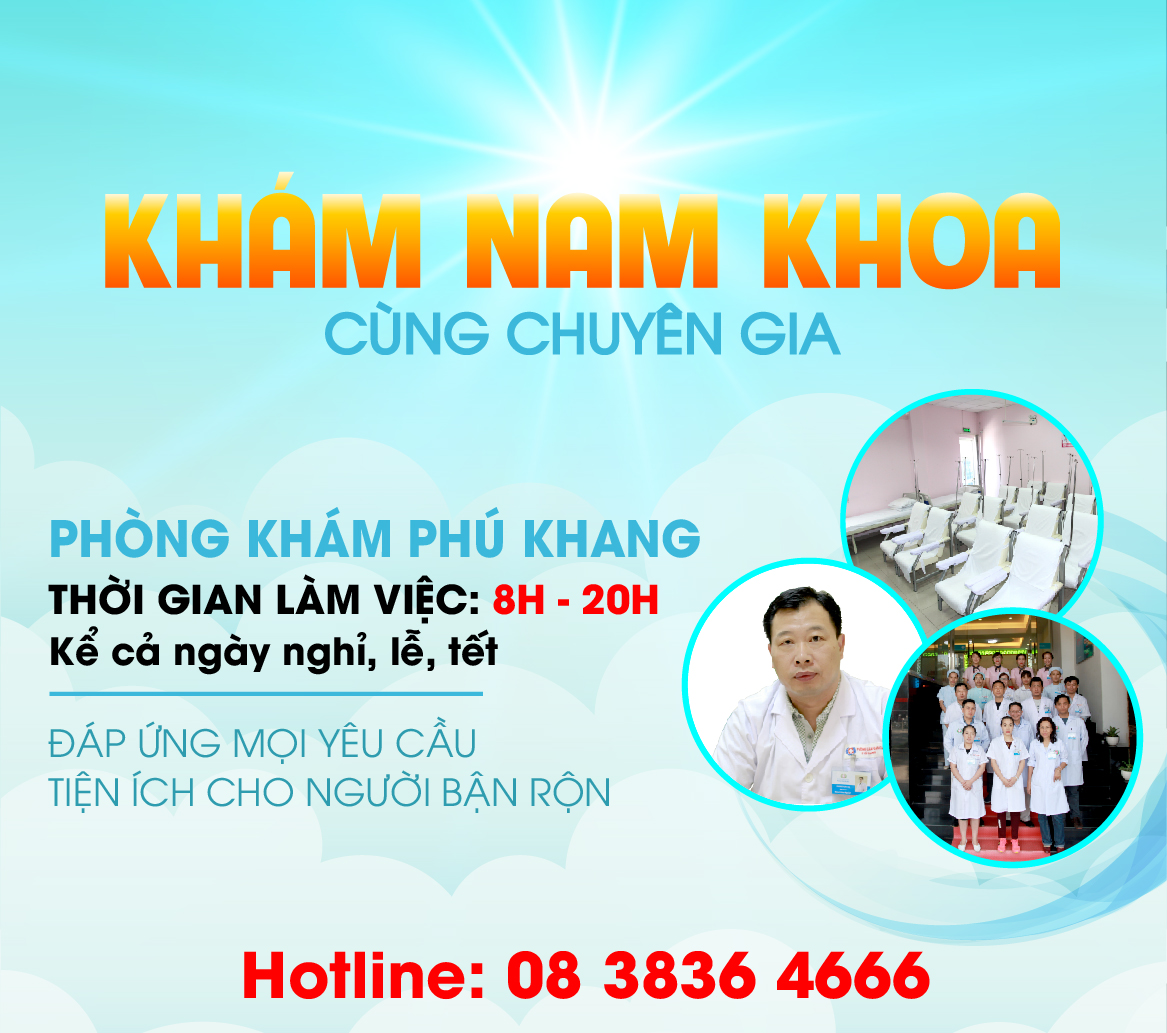 KHÁM NAM KHOA
CÙNG CHUYÊN GIA
PHÒNG KHÁM PHÚ KHANG
THỜI GIAN LÀM VIỆC: 8H - 20H
Kể cả ngày nghỉ, lễ, tết
ĐÁP ỨNG MỌI YÊU CẦU
TIỆN ÍCH CHO NGƯỜI BẬN RỘN
Hotline: 08 3836 4666